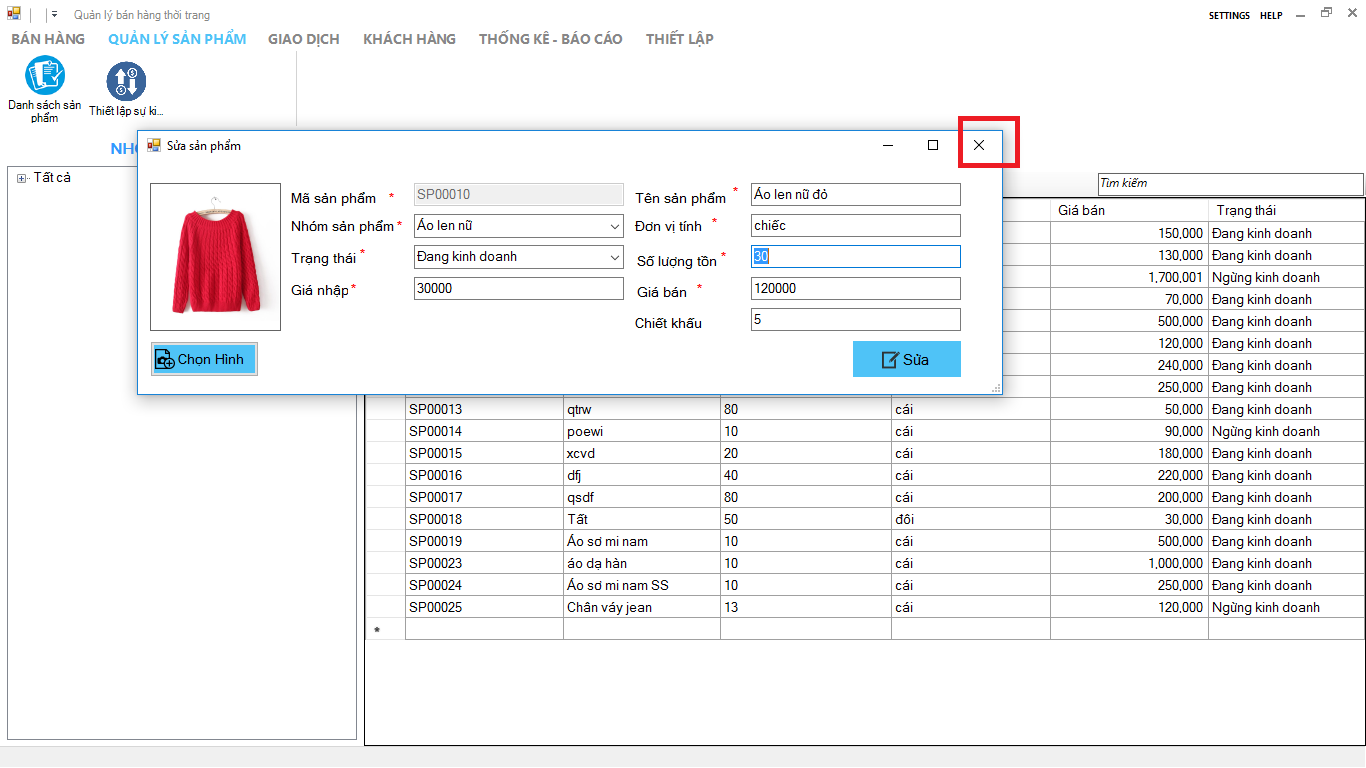 Quản lý bán hàng thời trang
SETTINGS HELP
BÁN HÀNG QUẢN LÝ SẢN PHẨM GIAO DỊCH KHÁCH HÀNG THỐNG KÊ - BÁO CÁO THIẾT LẬP
Danh sách sản phẩm
Thiết lập sự ki...
Tất cả
Sửa sản phẩm
Mã sản phẩm * SP00010 Tên sản phẩm * Áo len nữ đỏ
Nhóm sản phẩm * Áo len nữ Đơn vị tính * chiếc
Trạng thái * Đang kinh doanh Số lượng tồn * 30
Giá nhập * 30000 Giá bán * 120000
Chiết khấu 5
Chọn Hình Sửa
Tìm kiếm
Giá bán Trạng thái
150,000 Đang kinh doanh
130,000 Đang kinh doanh
1,700,001 Ngừng kinh doanh
70,000 Đang kinh doanh
500,000 Đang kinh doanh
120,000 Đang kinh doanh
240,000 Đang kinh doanh
250,000 Đang kinh doanh
SP00013 qtrw 80 cái 50,000 Đang kinh doanh
SP00014 poewi 10 cái 90,000 Ngừng kinh doanh
SP00015 xcvd 20 cái 180,000 Đang kinh doanh
SP00016 dfj 40 cái 220,000 Đang kinh doanh
SP00017 qsdf 80 cái 200,000 Đang kinh doanh
SP00018 Tất 50 đôi 30,000 Đang kinh doanh
SP00019 Áo sơ mi nam 10 cái 500,000 Đang kinh doanh
SP00023 áo dạ hàn 10 cái 1,000,000 Đang kinh doanh
SP00024 Áo sơ mi nam SS 10 cái 250,000 Đang kinh doanh
SP00025 Chân váy jean 13 cái 120,000 Ngừng kinh doanh
*